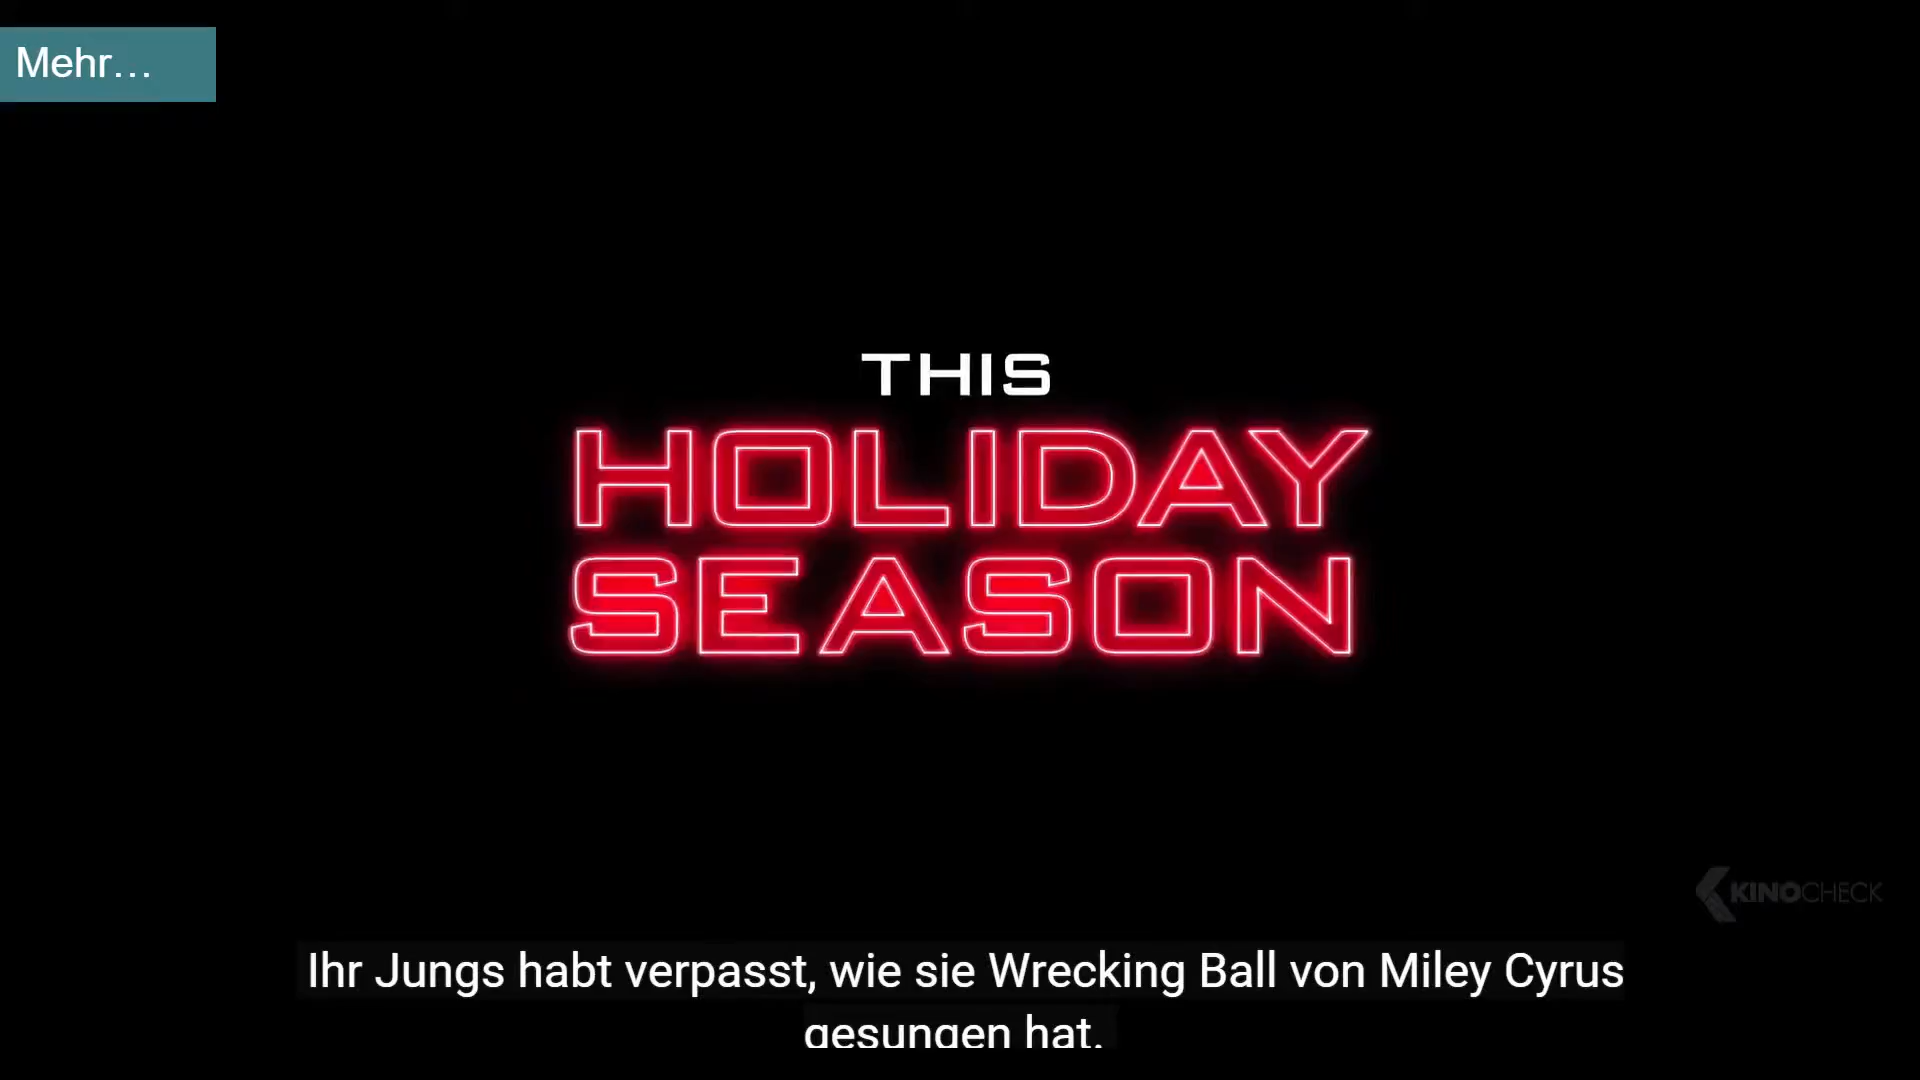 Mehr...
THIS
HOLIDAY
SEASON
KINOCHECK
Ihr Jungs habt verpasst, wie sie Wrecking Ball von Miley Cyrus
gesungen hat.